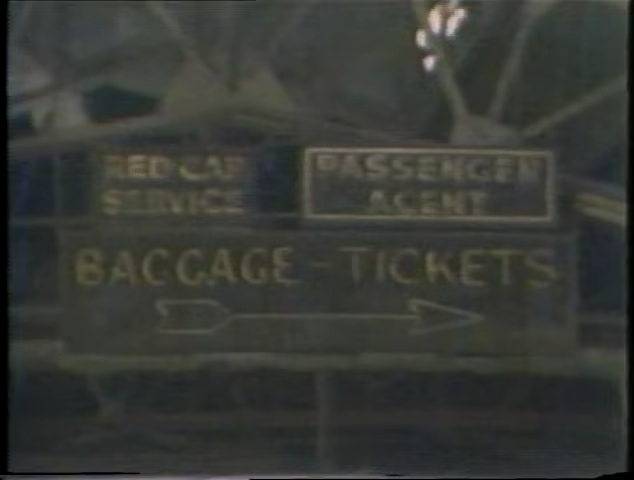 RED CAP
SERVICE
PASSENGER
AGENT
BAGGAGE - TICKETS